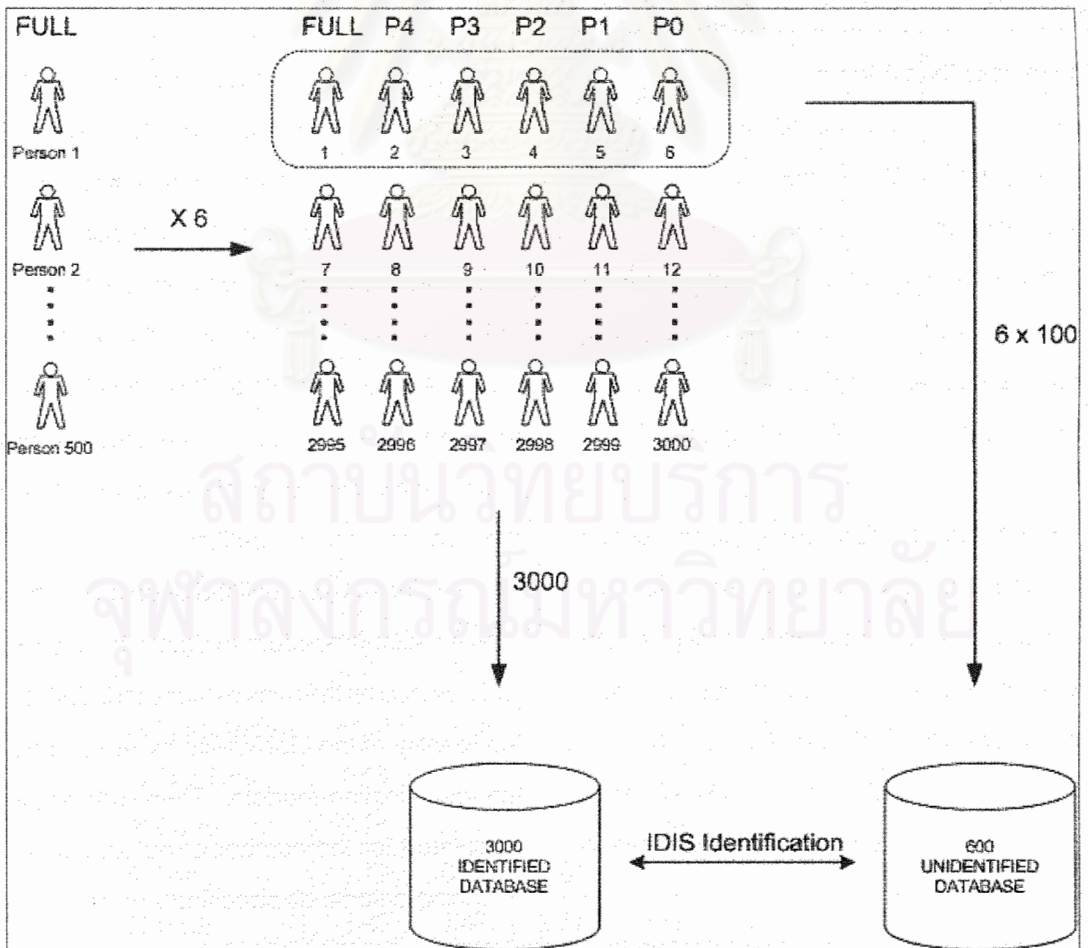 FULL
FULL P4 P3 P2 P1 P0
Person 1
1 2 3 4 5 6
X 6
Person 2
7 8 9 10 11 12
6 x 100
Person 500
2995 2996 2997 2998 2999 3000
สถาบันวิทยบริการ
จุฬาลงกรณ์มหาวิทยาลัย
3000
3000
IDENTIFIED
DATABASE
IDIS Identification
600
UNIDENTIFIED
DATABASE